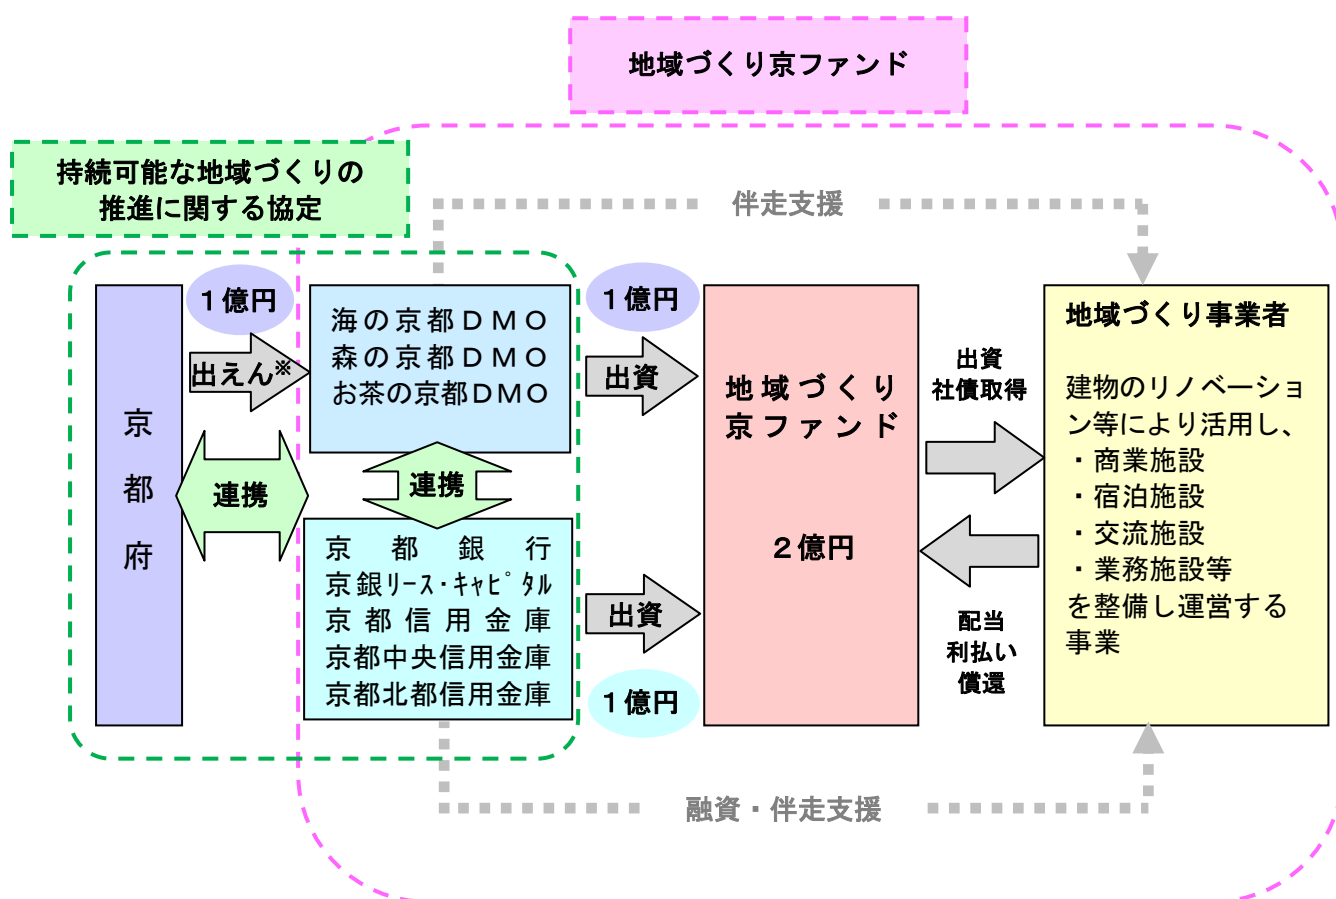 地域づくり京ファンド
持続可能な地域づくりの
推進に関する協定
伴走支援
１億円
出えん※
京
都
府
連携
海の京都ＤＭＯ
森の京都ＤＭＯ
お茶の京都ＤＭＯ
連携
京都銀行
京銀ﾘｰｽ・ｷｬﾋﾟﾀﾙ
京都信用金庫
京都中央信用金庫
京都北都信用金庫
１億円
出資
出資
１億円
地域づくり
京ファンド
２億円
出資
社債取得
配当
利払い
償還
地域づくり事業者
建物のリノベーショ
ン等により活用し、
・商業施設
・宿泊施設
・交流施設
・業務施設等
を整備し運営する
事業
融資・伴走支援